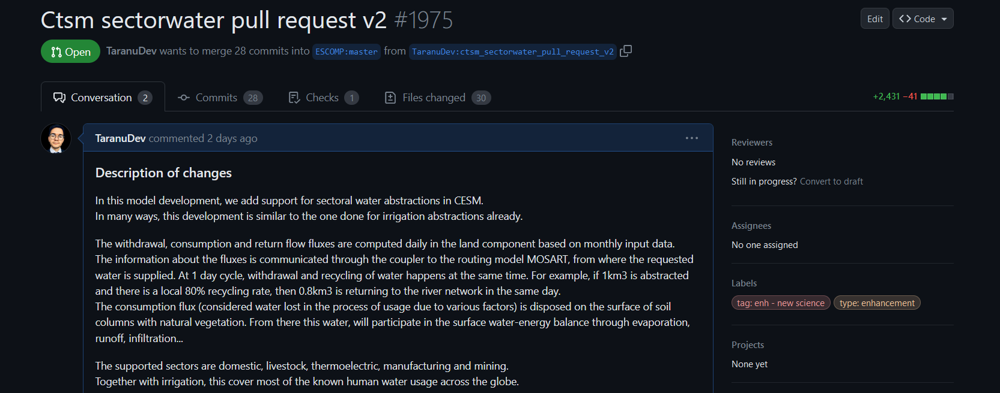 Ctsm sectorwater pull request v2 #1975
Edit
Code
Open
TaranuDev wants to merge 28 commits into ESCOMP:master from TaranuDev:ctsm_sectorwater_pull_request_v2
Conversation 2
Commits 28
Checks 1
Files changed 30
+2,431 −41
TaranuDev commented 2 days ago
Description of changes
In this model development, we add support for sectoral water abstractions in CESM.
In many ways, this development is similar to the one done for irrigation abstractions already.
The withdrawal, consumption and return flow fluxes are computed daily in the land component based on monthly input data.
The information about the fluxes is communicated through the coupler to the routing model MOSART, from where the requested
water is supplied. At 1 day cycle, withdrawal and recycling of water happens at the same time. For example, if 1km3 is abstracted
and there is a local 80% recycling rate, then 0.8km3 is returning to the river network in the same day.
The consumption flux (considered water lost in the process of usage due to various factors) is disposed on the surface of soil
columns with natural vegetation. From there this water, will participate in the surface water-energy balance through evaporation,
runoff, infiltration...
The supported sectors are domestic, livestock, thermoelectric, manufacturing and mining.
Together with irrigation, this cover most of the known human water usage across the globe.
Reviewers
No reviews
Still in progress? Convert to draft
Assignees
No one assigned
Labels
tag: enh - new science
type: enhancement
Projects
None yet